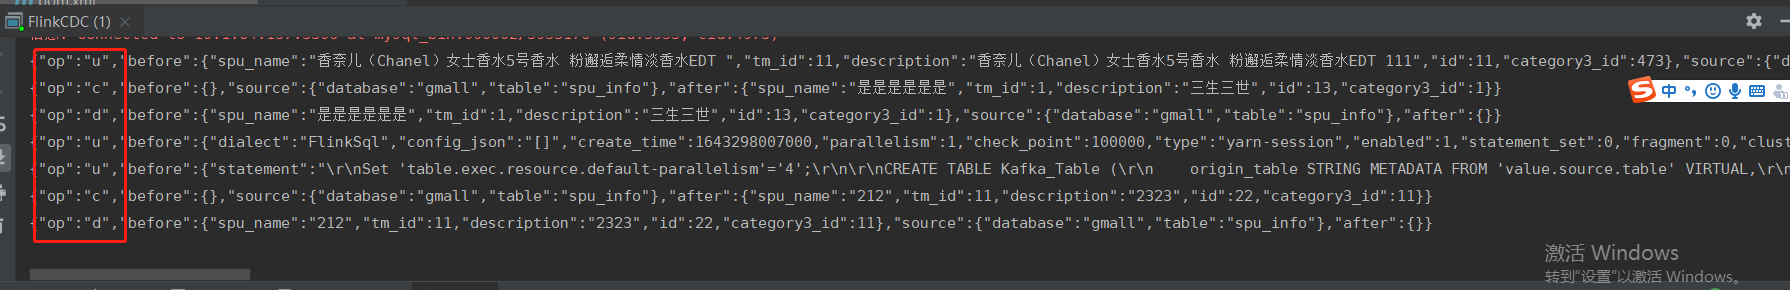 FlinkCDC (1)
{"op":"u","before":{"spu_name":"香奈儿（Chanel）女士香水5号香水 粉邂逅柔情淡香水EDT ","tm_id":11,"description":"香奈儿（Chanel）女士香水5号香水 粉邂逅柔情淡香水EDT 111","id":11,"category3_id":473},"source":{"d
{"op":"c","before":{},"source":{"database":"gmall","table":"spu_info"},"after":{"spu_name":"是是是是是是","tm_id":1,"description":"三生三世","id":13,"category3_id":1}}
{"op":"d","before":{"spu_name":"是是是是是是","tm_id":1,"description":"三生三世","id":13,"category3_id":1},"source":{"database":"gmall","table":"spu_info"},"after":{}}
{"op":"u","before":{"dialect":"FlinkSql","config_json":"[]","create_time":1643298007000,"parallelism":1,"check_point":100000,"type":"yarn-session","enabled":1,"statement_set":0,"fragment":0,"clust
{"op":"u","before":{"statement":"\r\nSet 'table.exec.resource.default-parallelism'='4';\r\n\r\nCREATE TABLE Kafka_Table (\r\n    origin_table STRING METADATA FROM 'value.source.table' VIRTUAL,\r\n
{"op":"c","before":{},"source":{"database":"gmall","table":"spu_info"},"after":{"spu_name":"212","tm_id":11,"description":"2323","id":22,"category3_id":11}}
{"op":"d","before":{"spu_name":"212","tm_id":11,"description":"2323","id":22,"category3_id":11},"source":{"database":"gmall","table":"spu_info"},"after":{}}
中
激活 Windows
转到"设置"以激活 Windows。